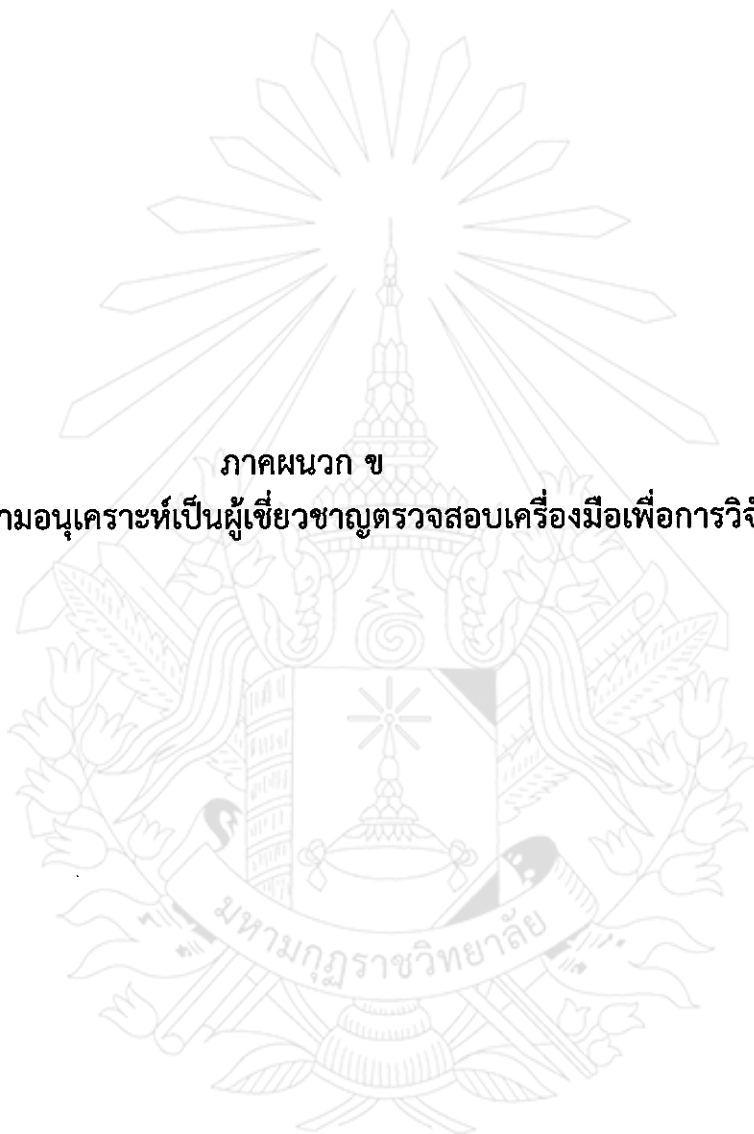 ภาคผนวก ข
ามอนุเคราะห์เป็นผู้เชี่ยวชาญตรวจสอบเครื่องมือเพื่อการวิจ
มหามกุฏราชวิทยาลัย